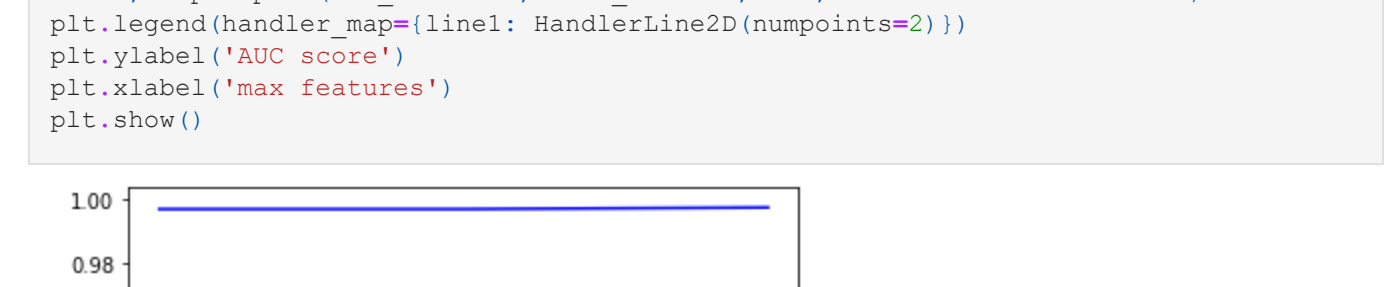 plt.legend(handler_map={line1: HandlerLine2D(numpoints=2)})
plt.ylabel('AUC score')
plt.xlabel('max features')
plt.show()
1.00
0.98